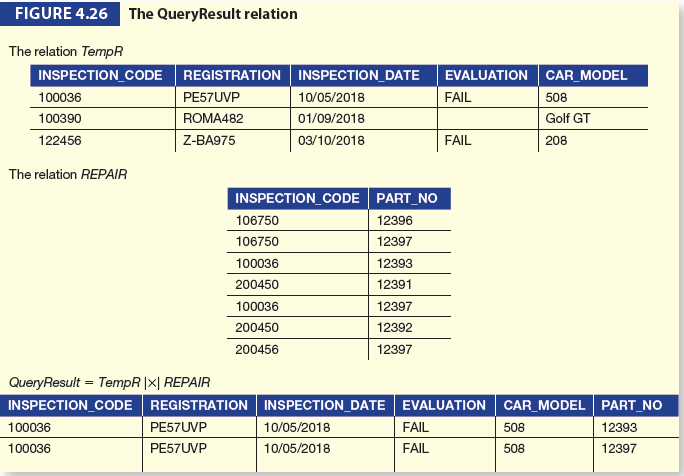 FIGURE 4.26 The QueryResult relation
The relation TempR
INSPECTION_CODE REGISTRATION INSPECTION_DATE EVALUATION CAR_MODEL
100036 PE57UVP 10/05/2018 FAIL 508
100390 ROMA482 01/09/2018 Golf GT
122456 Z-BA975 03/10/2018 FAIL 208
The relation REPAIR
INSPECTION_CODE PART_NO
106750 12396
106750 12397
100036 12393
200450 12391
100036 12397
200450 12392
200456 12397
QueryResult = TempR |×| REPAIR
INSPECTION_CODE REGISTRATION INSPECTION_DATE EVALUATION CAR_MODEL PART_NO
100036 PE57UVP 10/05/2018 FAIL 508 12393
100036 PE57UVP 10/05/2018 FAIL 508 12397